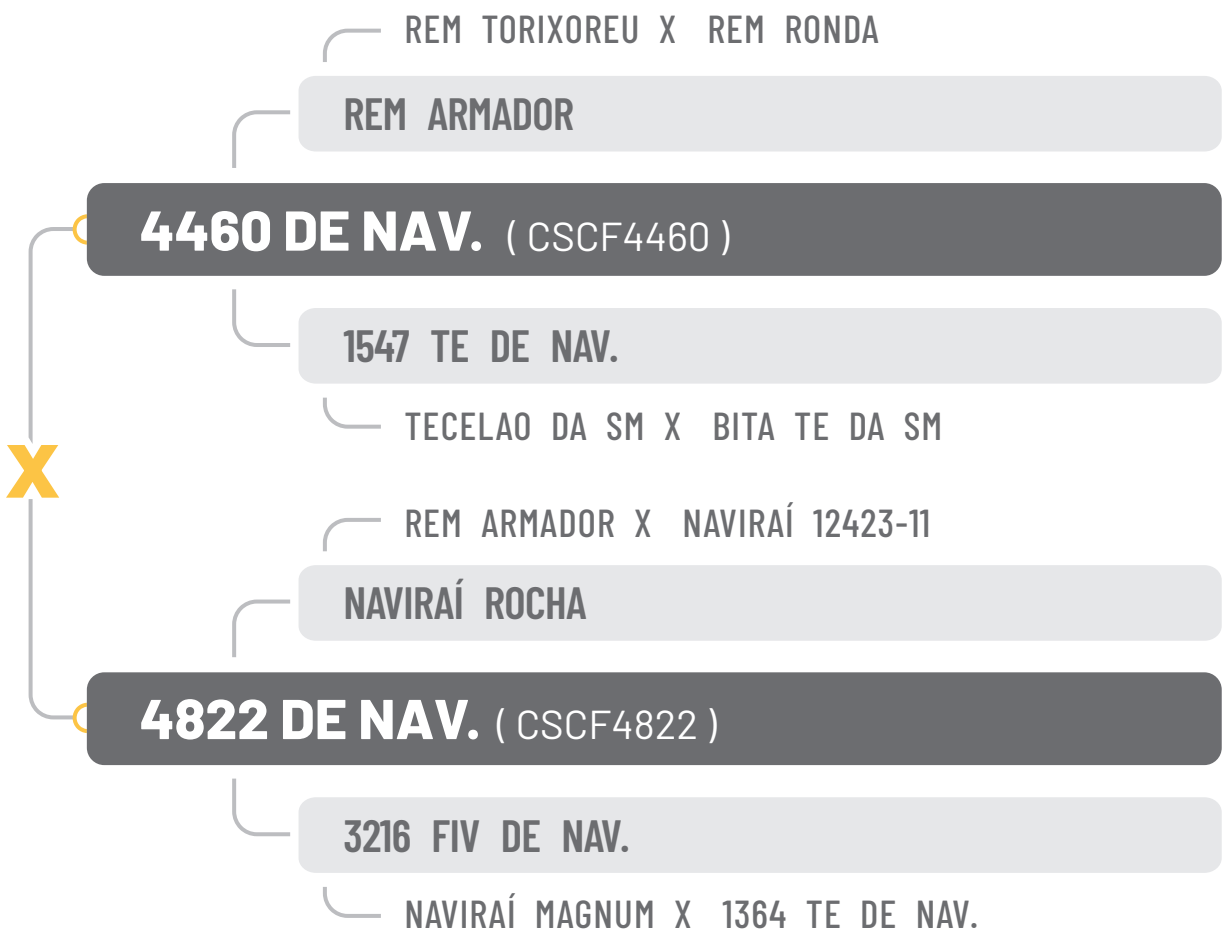 REM TORIXOREU X REM RONDA
REM ARMADOR
4460 DE NAV. ( CSCF4460 )
1547 TE DE NAV.
TECELAO DA SM X BITA TE DA SM
X
REM ARMADOR X NAVIRAÍ 12423-11
NAVIRAÍ ROCHA
4822 DE NAV. ( CSCF4822 )
3216 FIV DE NAV.
NAVIRAÍ MAGNUM X 1364 TE DE NAV.